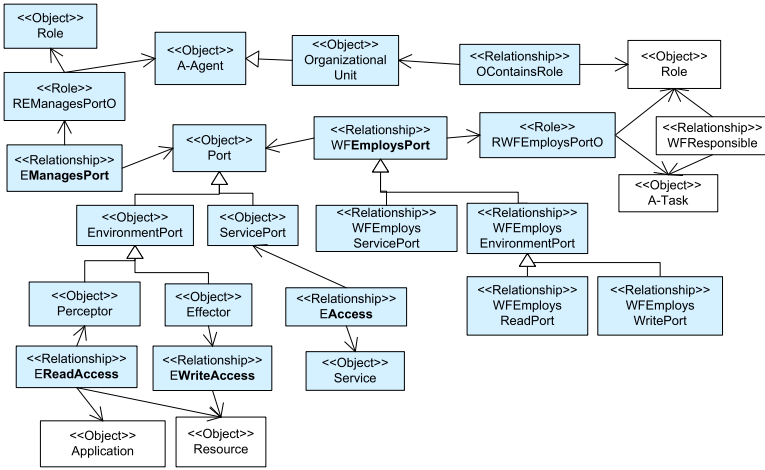 <<Object>>
Role
<<Object>>
A-Agent
<<Object>>
Organizational
Unit
<<Relationship>>
OContainsRole
<<Object>>
Role
<<Role>>
REManagesPortO
<<Relationship>>
EManagesPort
<<Object>>
Port
<<Relationship>>
WFEmploysPort
<<Role>>
RWFEmploysPortO
<<Relationship>>
WFResponsible
<<Object>>
A-Task
<<Object>>
EnvironmentPort
<<Object>>
ServicePort
<<Relationship>>
WFEmploys
ServicePort
<<Relationship>>
WFEmploys
EnvironmentPort
<<Object>>
Perceptor
<<Object>>
Effector
<<Relationship>>
EAccess
<<Relationship>>
WFEmploys
ReadPort
<<Relationship>>
WFEmploys
WritePort
<<Relationship>>
EReadAccess
<<Relationship>>
EWriteAccess
<<Object>>
Service
<<Object>>
Application
<<Object>>
Resource